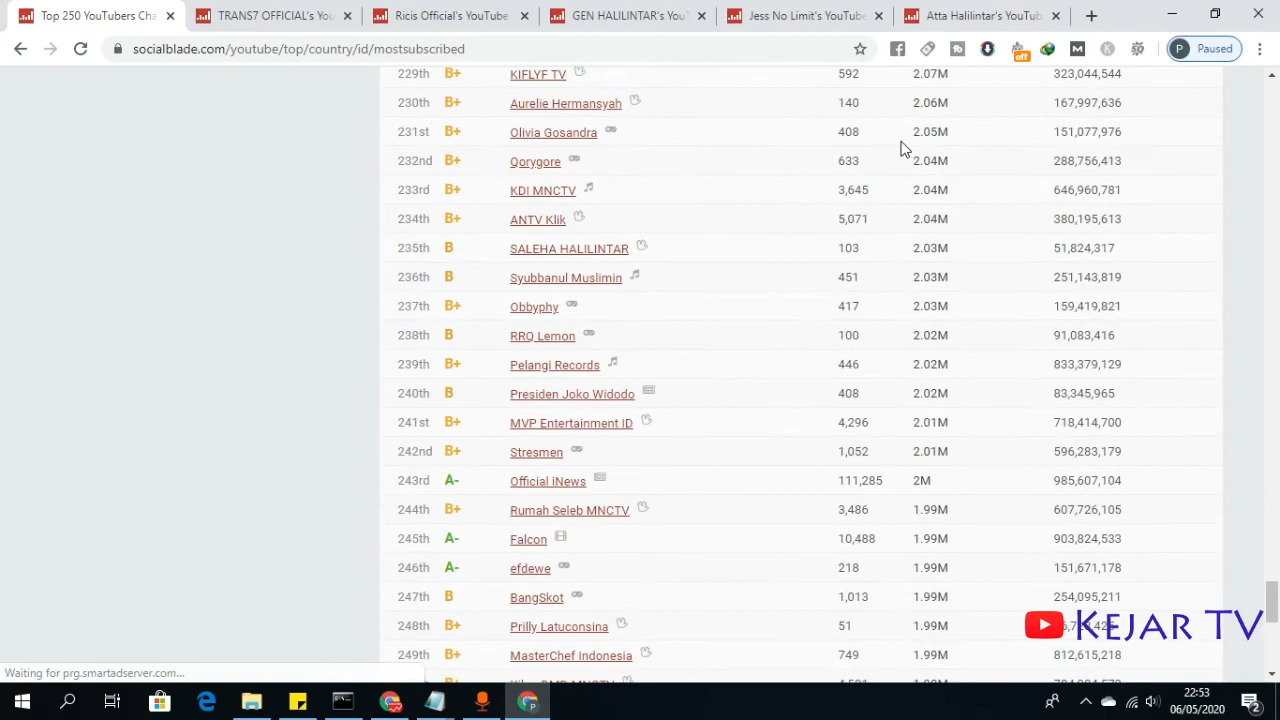 Top 250 YouTubers Cha
TRANS7 OFFICIAL's YouTu
Ricis Official's YouTube
GEN HALILINTAR's YouT
Jess No Limit's YouTube
Atta Halilintar's YouTub
socialblade.com/youtube/top/country/id/mostsubscribed
off
M
K
P Paused
229th B+ KIFLYF TV 592 2.07M 323,044,544
230th B+ Aurelie Hermansyah 140 2.06M 167,997,636
231st B+ Olivia Gosandra 408 2.05M 151,077,976
232nd B+ Qorygore 633 2.04M 288,756,413
233rd B+ KDI MNCTV 3,645 2.04M 646,960,781
234th B+ ANTV Klik 5,071 2.04M 380,195,613
235th B SALEHA HALILINTAR 103 2.03M 51,824,317
236th B Syubbanul Muslimin 451 2.03M 251,143,819
237th B+ Obbyphy 417 2.03M 159,419,821
238th B RRQ Lemon 100 2.02M 91,083,416
239th B+ Pelangi Records 446 2.02M 833,379,129
240th B Presiden Joko Widodo 408 2.02M 83,345,965
241st B+ MVP Entertainment ID 4,296 2.01M 718,414,700
242nd B+ Stresmen 1,052 2.01M 596,283,179
243rd A- Official iNews 111,285 2M 985,607,104
244th B+ Rumah Seleb MNCTV 3,486 1.99M 607,726,105
245th A- Falcon 10,488 1.99M 903,824,533
246th A- efdewe 218 1.99M 151,671,178
247th B BangSkot 1,013 1.99M 254,095,211
248th B+ Prilly Latuconsina 51 1.99M
KEJAR TV
249th B+ MasterChef Indonesia 749 1.99M 812,615,218
Waiting for prg.smartadserver.com...
22:53
06/05/2020
2